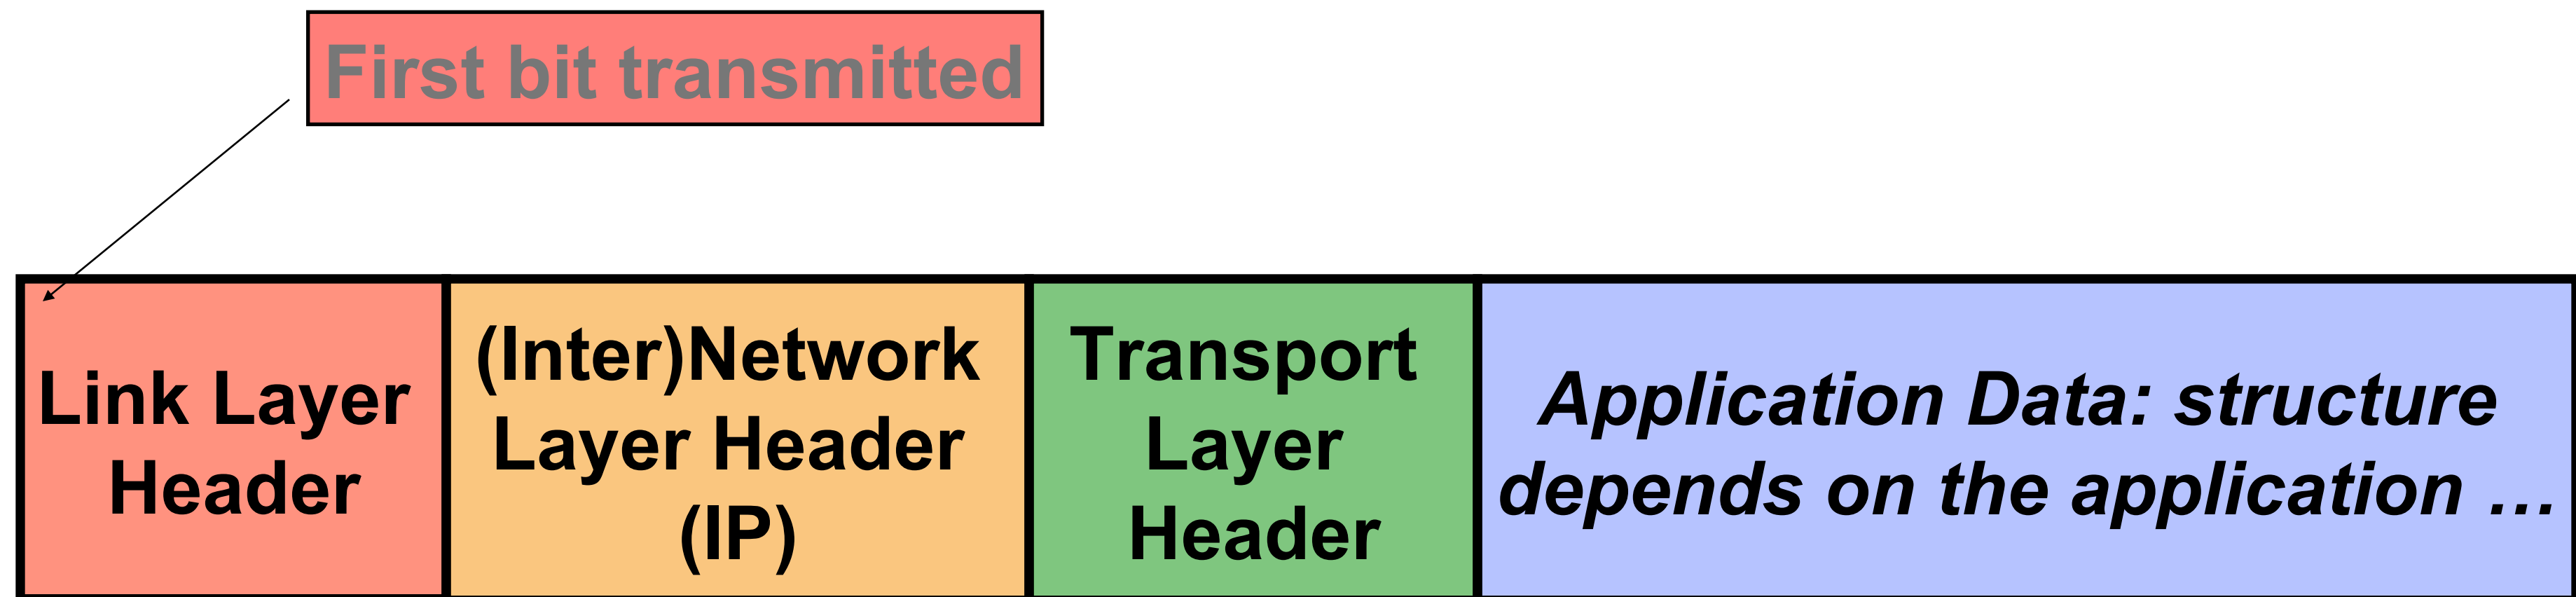 First bit transmitted
Link Layer
Header
(Inter)Network
Layer Header
(IP)
Transport
Layer
Header
Application Data: structure
depends on the application …